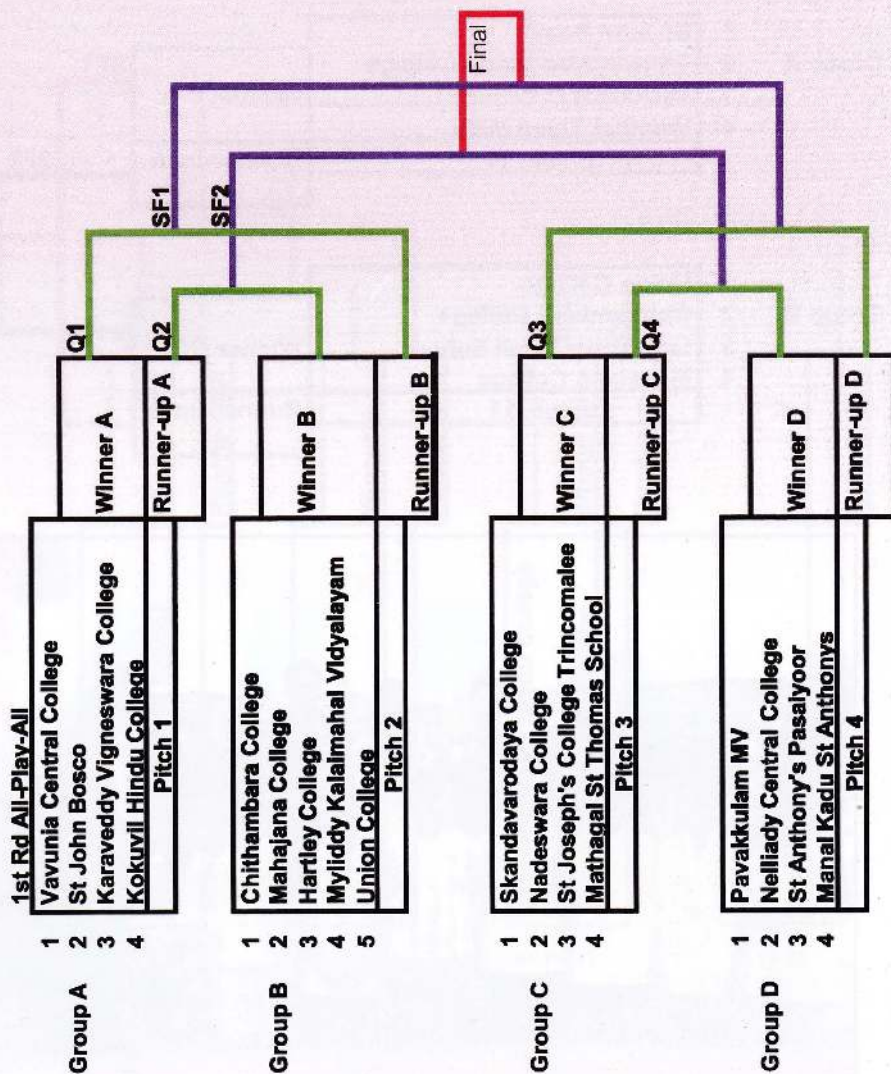 1st Rd All-Play-All
Group A
1 Vavunia Central College
2 St John Bosco
3 Karaveddy Vigneswara College
4 Kokuvil Hindu College
Pitch 1
Winner A
Runner-up A
Group B
1 Chithambara College
2 Mahajana College
3 Hartley College
4 Myliddy Kalaimahal Vidyalayam
5 Union College
Pitch 2
Winner B
Runner-up B
Group C
1 Skandavarodaya College
2 Nadeswara College
3 St Joseph's College Trincomalee
4 Mathagal St Thomas School
Pitch 3
Winner C
Runner-up C
Group D
1 Pavakkulam MV
2 Nelliady Central College
3 St Anthony's Pasaiyoor
4 Manal Kadu St Anthonys
Pitch 4
Winner D
Runner-up D
Q1
Q2
Q3
Q4
SF1
SF2
Final